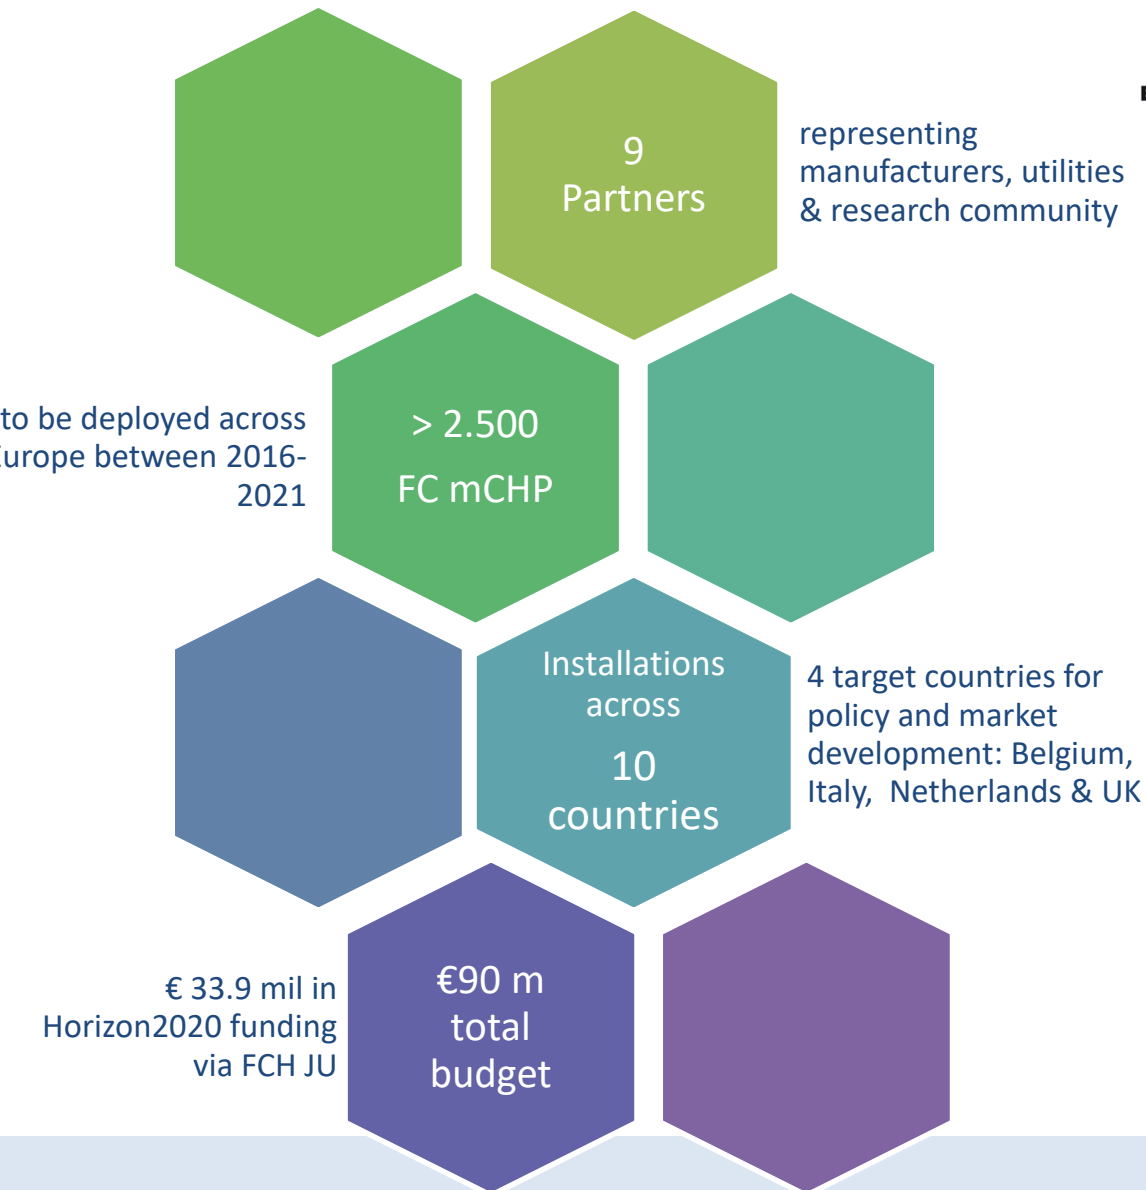 9
Partners
representing
manufacturers, utilities
& research community
to be deployed across
Europe between 2016-
2021
> 2.500
FC mCHP
Installations
across
10
countries
4 target countries for
policy and market
development: Belgium,
Italy, Netherlands & UK
€ 33.9 mil in
Horizon2020 funding
via FCH JU
€90 m
total
budget